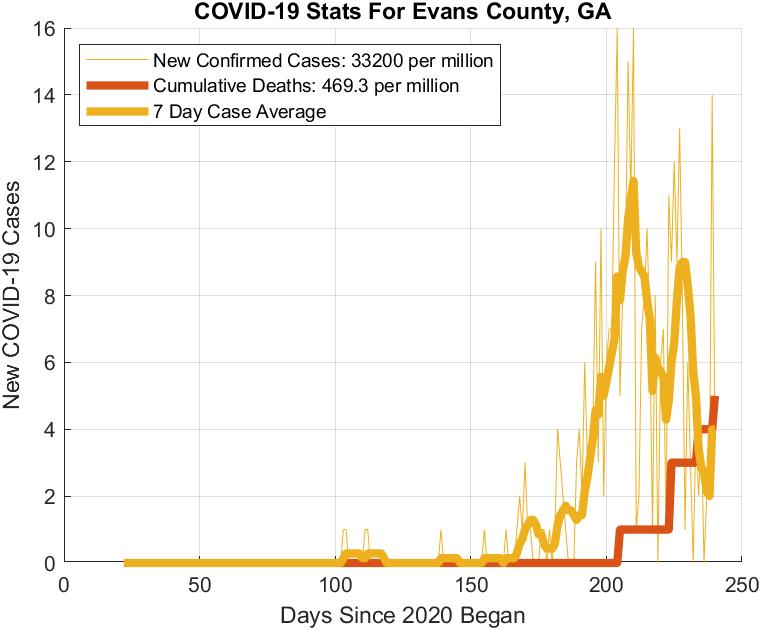 COVID-19 Stats For Evans County, GA
New Confirmed Cases: 33200 per million
Cumulative Deaths: 469.3 per million
7 Day Case Average
New COVID-19 Cases
16
14
12
10
8
6
4
2
0
0 50 100 150 200 250
Days Since 2020 Began